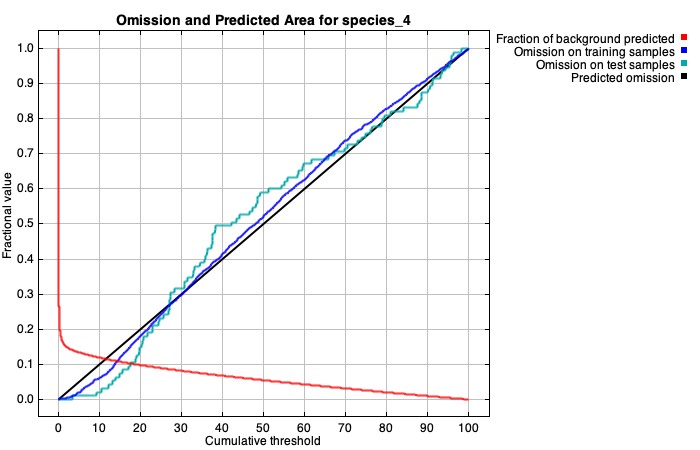 Omission and Predicted Area for species_4
Fraction of background predicted
Omission on training samples
Omission on test samples
Predicted omission
1.0
0.9
0.8
0.7
0.6
0.5
0.4
0.3
0.2
0.1
0.0
Fractional value
0 10 20 30 40 50 60 70 80 90 100
Cumulative threshold